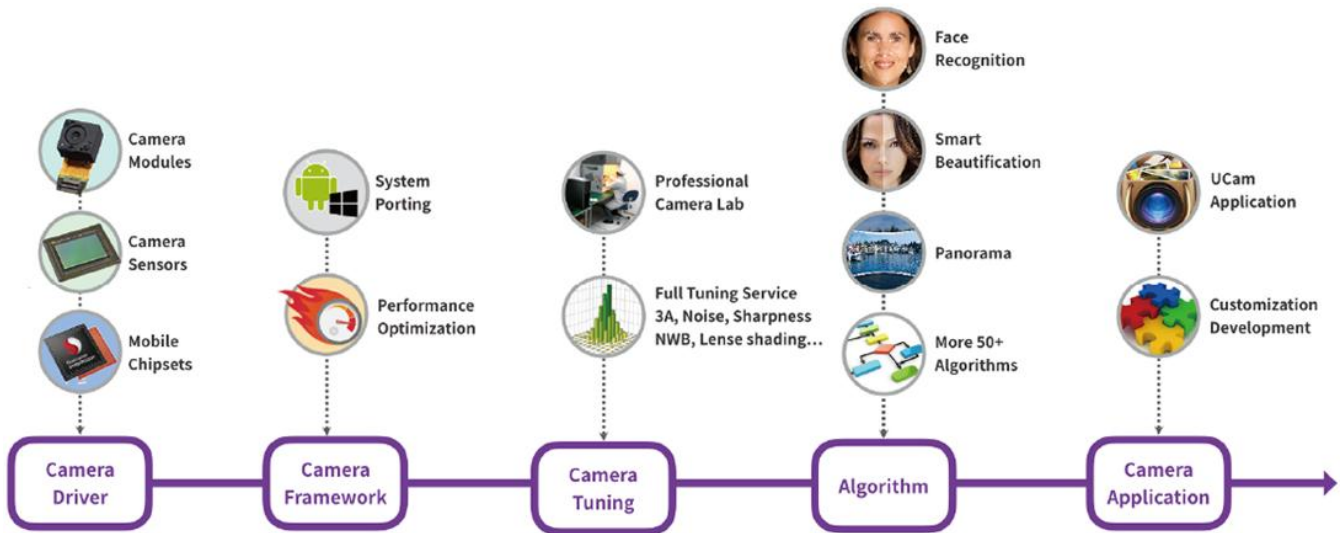 Face
Recognition
Camera
Modules
System
Porting
Professional
Camera Lab
Smart
Beautification
UCam
Application
Camera
Sensors
Panorama
Performance
Optimization
Full Tuning Service
3A, Noise, Sharpness
NWB, Lense shading...
Customization
Development
Mobile
Chipsets
More 50+
Algorithms
Camera
Driver
Camera
Framework
Camera
Tuning
Algorithm
Camera
Application